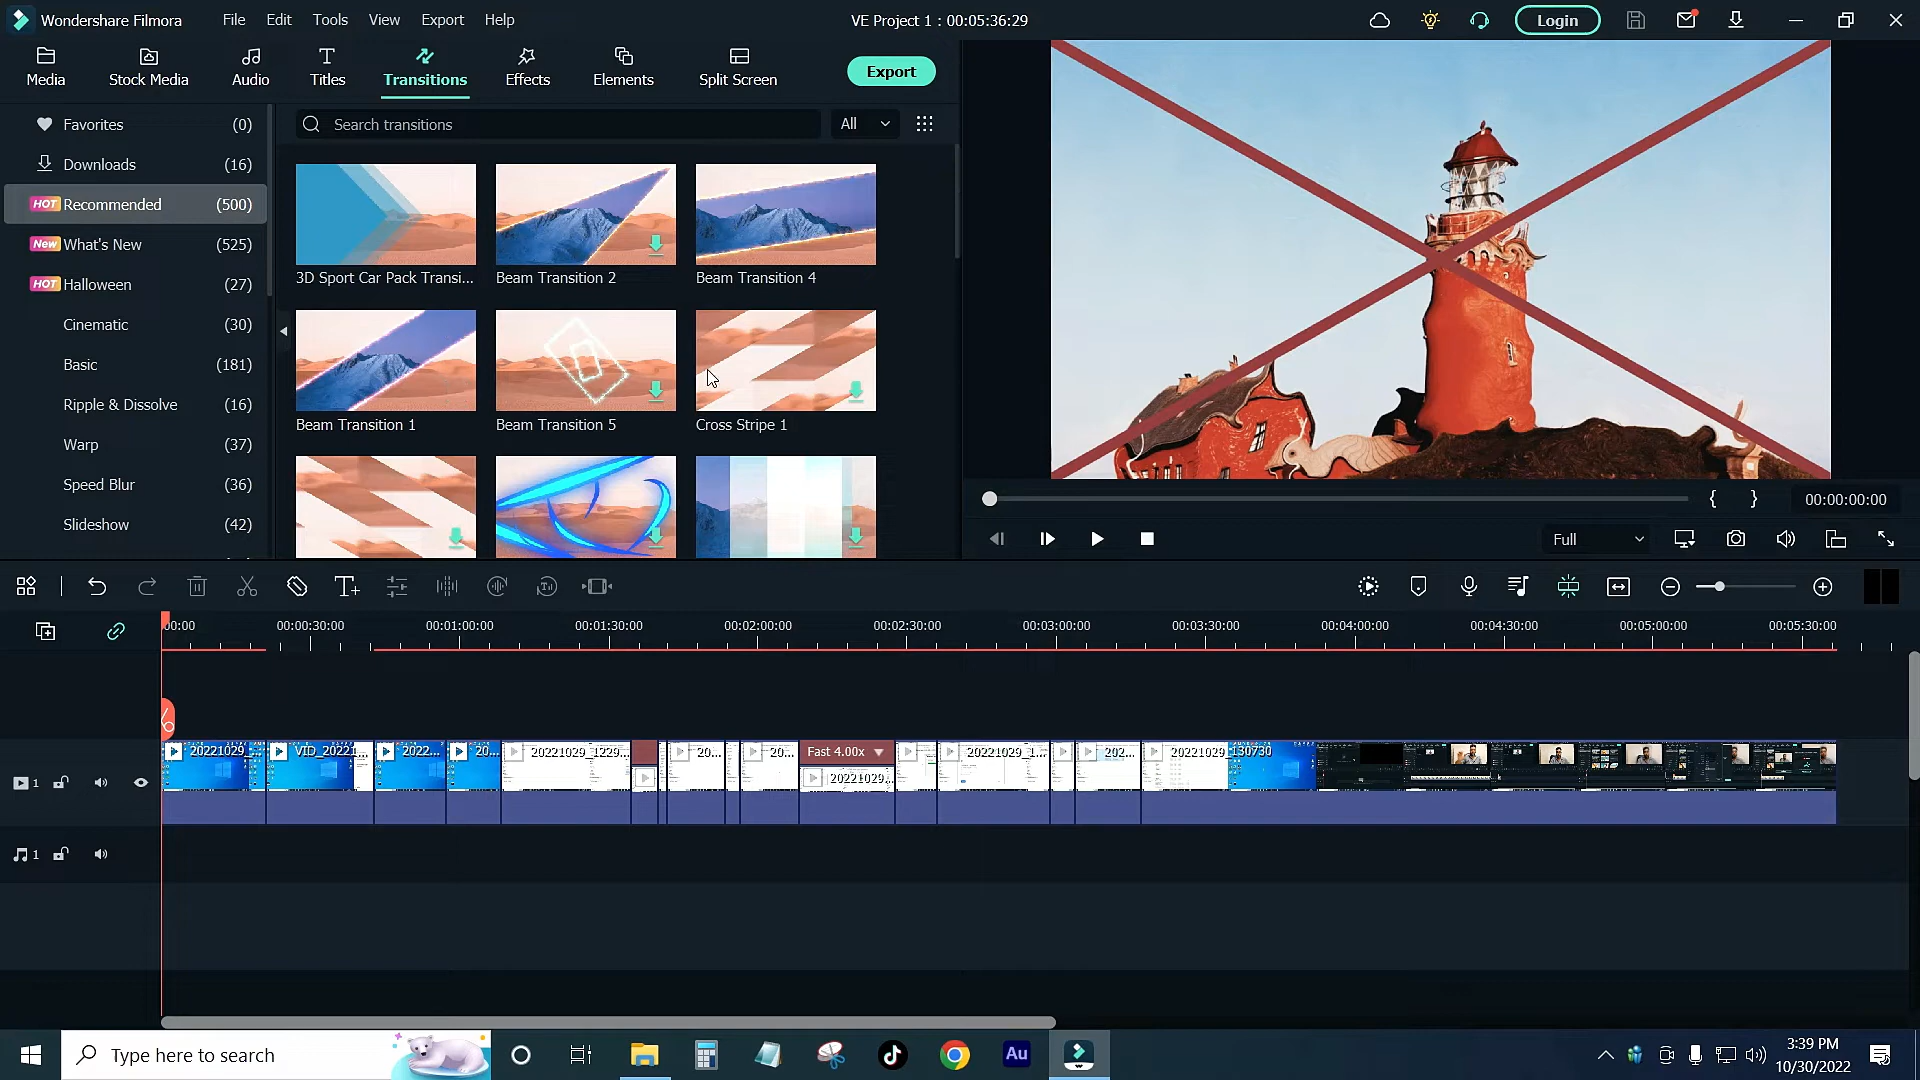 Wondershare Filmora
File Edit Tools View Export Help
VE Project 1 : 00:05:36:29
Login
Media Stock Media Audio Titles Transitions Effects Elements Split Screen
Export
Favorites (0)
Downloads (16)
HOT Recommended (500)
New What's New (525)
HOT Halloween (27)
Cinematic (30)
Basic (181)
Ripple & Dissolve (16)
Warp (37)
Speed Blur (36)
Slideshow (42)
Search transitions
All
3D Sport Car Pack Transi...
Beam Transition 2
Beam Transition 4
Beam Transition 1
Beam Transition 5
Cross Stripe 1
{ } 00:00:00:00
Full
00:00 00:00:30:00 00:01:00:00 00:01:30:00 00:02:00:00 00:02:30:00 00:03:00:00 00:03:30:00 00:04:00:00 00:04:30:00 00:05:00:00 00:05:30:00
20221029_ VID_20221... 2022... 20... 20221029_1229... 20... 20... Fast 4.00x 20221029_1... 202... 20221029_130730
20221029...
1
1
Type here to search
Au
3:39 PM
10/30/2022